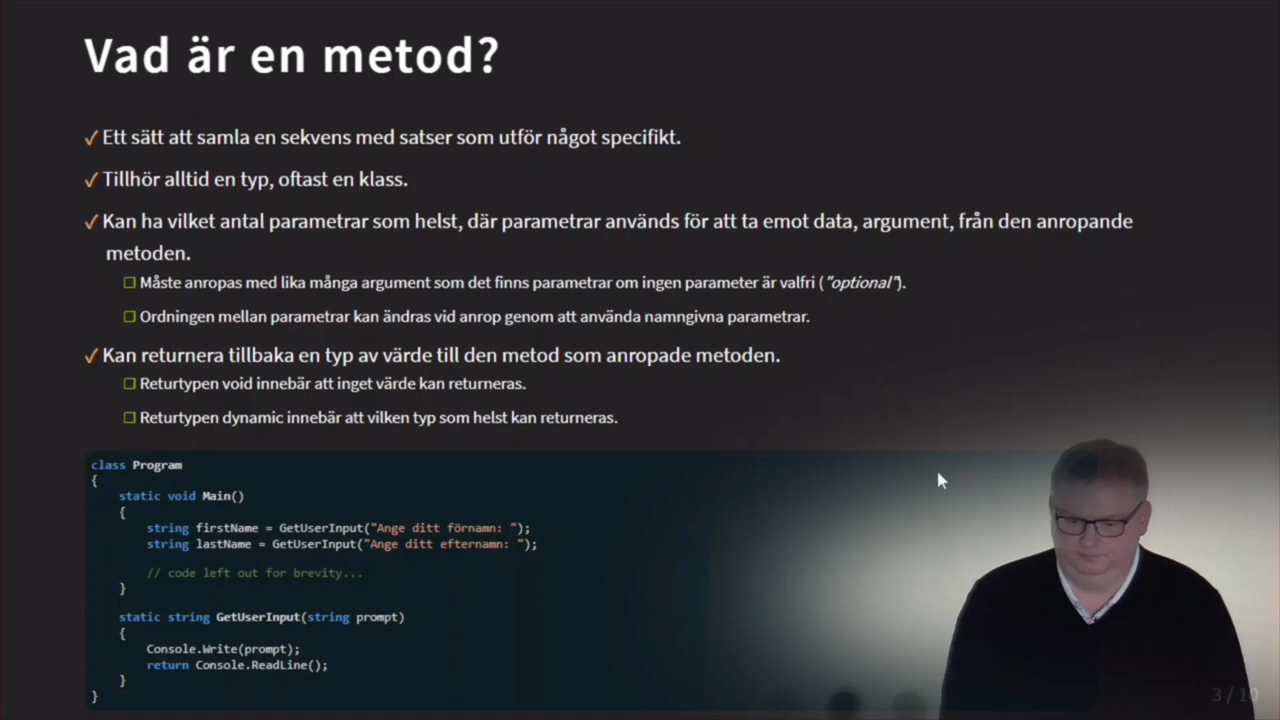 Vad är en metod?
✓ Ett sätt att samla en sekvens med satser som utför något specifikt.
✓ Tillhör alltid en typ, oftast en klass.
✓ Kan ha vilket antal parametrar som helst, där parametrar används för att ta emot data, argument, från den anropande
metoden.
☐ Måste anropas med lika många argument som det finns parametrar om ingen parameter är valfri ("optional").
☐ Ordningen mellan parametrar kan ändras vid anrop genom att använda namngivna parametrar.
✓ Kan returnera tillbaka en typ av värde till den metod som anropade metoden.
☐ Returtypen void innebär att inget värde kan returneras.
☐ Returtypen dynamic innebär att vilken typ som helst kan returneras.
class Program
{
static void Main()
{
string firstName = GetUserInput("Ange ditt förnamn: ");
string lastName = GetUserInput("Ange ditt efternamn: ");
// code left out for brevity...
}
static string GetUserInput(string prompt)
{
Console.Write(prompt);
return Console.ReadLine();
}
}
3 / 10